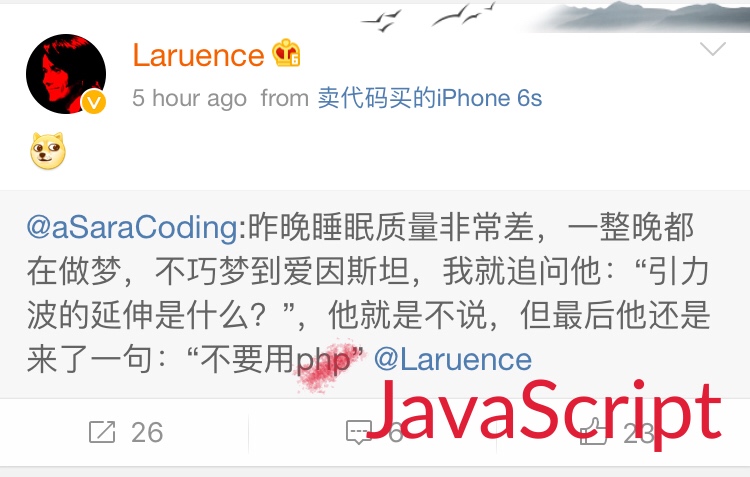 Laruence
5 hour ago from 卖代码买的iPhone 6s
@aSaraCoding:昨晚睡眠质量非常差，一整晚都
在做梦，不巧梦到爱因斯坦，我就追问他：“引力
波的延伸是什么？”，他就是不说，但最后他还是
来了一句：“不要用php” @Laruence
JavaScript
26 6 23